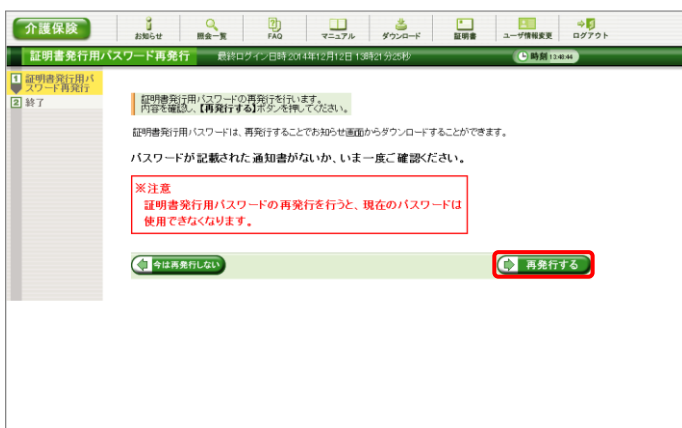 介護保険
お知らせ 照会一覧 FAQ マニュアル ダウンロード 証明書 ユーザ情報変更 ログアウト
証明書発行用パスワード再発行 最終ログイン日時 2014年12月12日 13時21分25秒 時刻 13:48:44
1 証明書発行用パ
スワード再発行
2 終了
証明書発行用パスワードの再発行を行います。
内容を確認し、【再発行する】ボタンを押してください。
証明書発行用パスワードは、再発行することでお知らせ画面からダウンロードすることができます。
パスワードが記載された通知書がないか、いま一度ご確認ください。
※注意
証明書発行用パスワードの再発行を行うと、現在のパスワードは
使用できなくなります。
今は再発行しない 再発行する